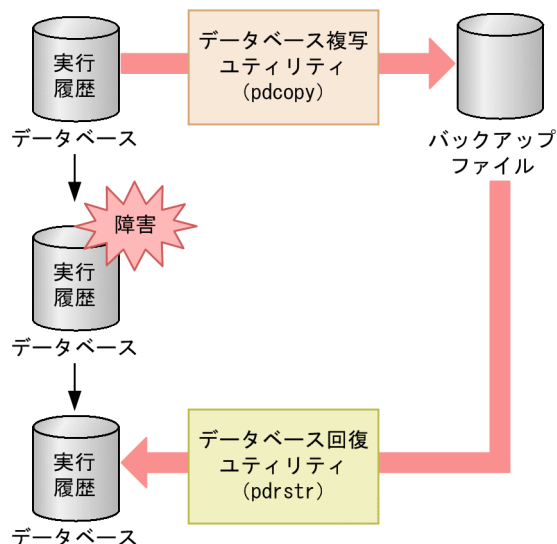 実行
履歴
データベース
データベース複写
ユティリティ
(pdcopy)
バックアップ
ファイル
障害
実行
履歴
データベース
実行
履歴
データベース
データベース回復
ユティリティ
(pdrstr)